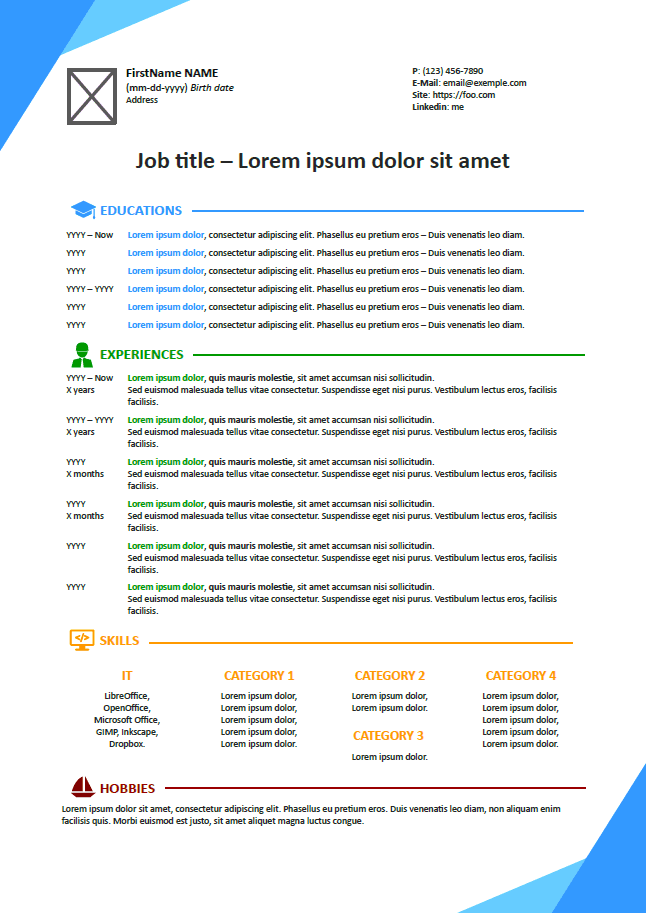 FirstName NAME
(mm-dd-yyyy) Birth date
Address
P: (123) 456-7890
E-Mail: email@exemple.com
Site: https://foo.com
Linkedin: me
Job title – Lorem ipsum dolor sit amet
EDUCATIONS
YYYY – Now Lorem ipsum dolor, consectetur adipiscing elit. Phasellus eu pretium eros – Duis venenatis leo diam.
YYYY Lorem ipsum dolor, consectetur adipiscing elit. Phasellus eu pretium eros – Duis venenatis leo diam.
YYYY Lorem ipsum dolor, consectetur adipiscing elit. Phasellus eu pretium eros – Duis venenatis leo diam.
YYYY – YYYY Lorem ipsum dolor, consectetur adipiscing elit. Phasellus eu pretium eros – Duis venenatis leo diam.
YYYY Lorem ipsum dolor, consectetur adipiscing elit. Phasellus eu pretium eros – Duis venenatis leo diam.
YYYY Lorem ipsum dolor, consectetur adipiscing elit. Phasellus eu pretium eros – Duis venenatis leo diam.
EXPERIENCES
YYYY – Now Lorem ipsum dolor, quis mauris molestie, sit amet accumsan nisi sollicitudin.
X years Sed euismod malesuada tellus vitae consectetur. Suspendisse eget nisi purus. Vestibulum lectus eros, facilisis
facilisis.
YYYY – YYYY Lorem ipsum dolor, quis mauris molestie, sit amet accumsan nisi sollicitudin.
X years Sed euismod malesuada tellus vitae consectetur. Suspendisse eget nisi purus. Vestibulum lectus eros, facilisis
facilisis.
YYYY Lorem ipsum dolor, quis mauris molestie, sit amet accumsan nisi sollicitudin.
X months Sed euismod malesuada tellus vitae consectetur. Suspendisse eget nisi purus. Vestibulum lectus eros, facilisis
facilisis.
YYYY Lorem ipsum dolor, quis mauris molestie, sit amet accumsan nisi sollicitudin.
X months Sed euismod malesuada tellus vitae consectetur. Suspendisse eget nisi purus. Vestibulum lectus eros, facilisis
facilisis.
YYYY Lorem ipsum dolor, quis mauris molestie, sit amet accumsan nisi sollicitudin.
Sed euismod malesuada tellus vitae consectetur. Suspendisse eget nisi purus. Vestibulum lectus eros, facilisis
facilisis.
YYYY Lorem ipsum dolor, quis mauris molestie, sit amet accumsan nisi sollicitudin.
Sed euismod malesuada tellus vitae consectetur. Suspendisse eget nisi purus. Vestibulum lectus eros, facilisis
facilisis.
</> SKILLS
IT
LibreOffice,
OpenOffice,
Microsoft Office,
GIMP, Inkscape,
Dropbox.
CATEGORY 1
Lorem ipsum dolor,
Lorem ipsum dolor,
Lorem ipsum dolor,
Lorem ipsum dolor,
Lorem ipsum dolor.
CATEGORY 2
Lorem ipsum dolor,
Lorem ipsum dolor.
CATEGORY 3
Lorem ipsum dolor.
CATEGORY 4
Lorem ipsum dolor,
Lorem ipsum dolor,
Lorem ipsum dolor,
Lorem ipsum dolor,
Lorem ipsum dolor.
HOBBIES
Lorem ipsum dolor sit amet, consectetur adipiscing elit. Phasellus eu pretium eros. Duis venenatis leo diam, non aliquam enim
facilisis quis. Morbi euismod est justo, sit amet aliquet magna luctus congue.